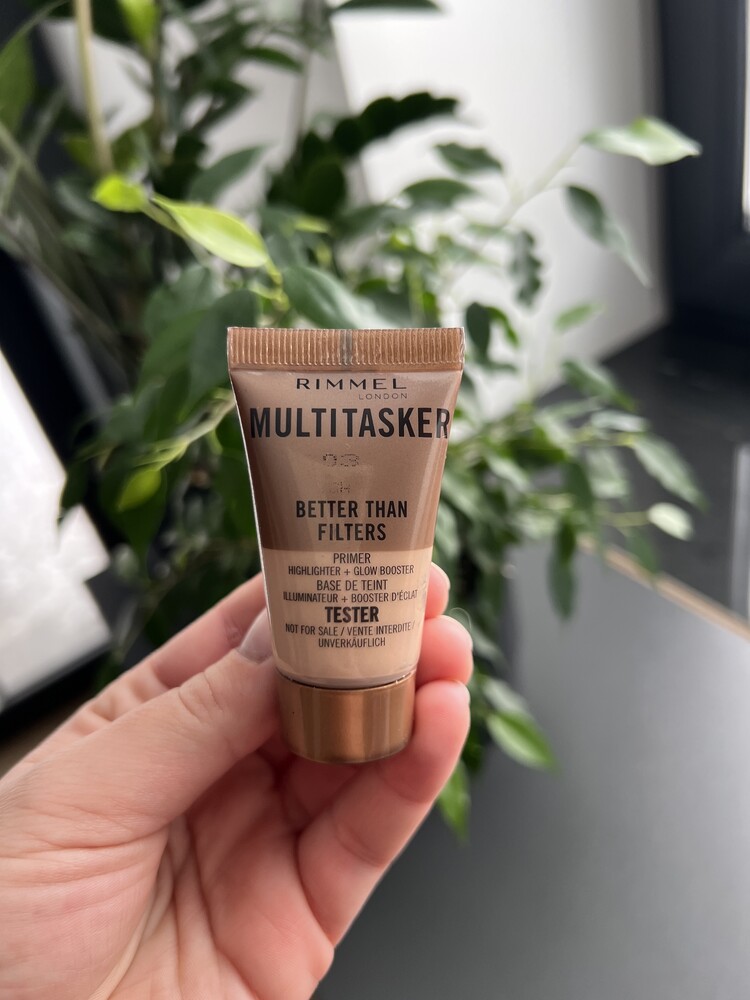 RIMMEL
LONDON
MULTITASKER
BETTER THAN
FILTERS
PRIMER
HIGHLIGHTER + GLOW BOOSTER
BASE DE TEINT
ILLUMINATEUR + BOOSTER D'ÉCLAT
TESTER
NOT FOR SALE / VENTE INTERDITE /
UNVERKÄUFLICH